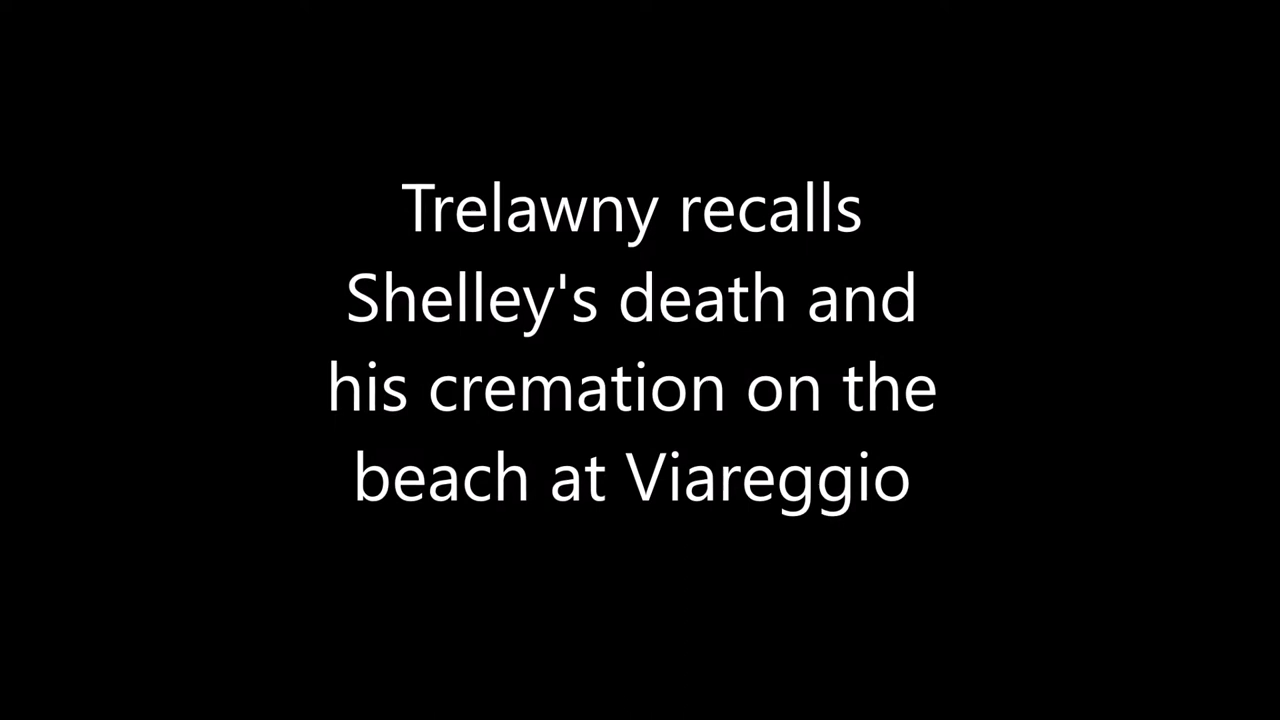 Trelawny recalls
Shelley's death and
his cremation on the
beach at Viareggio